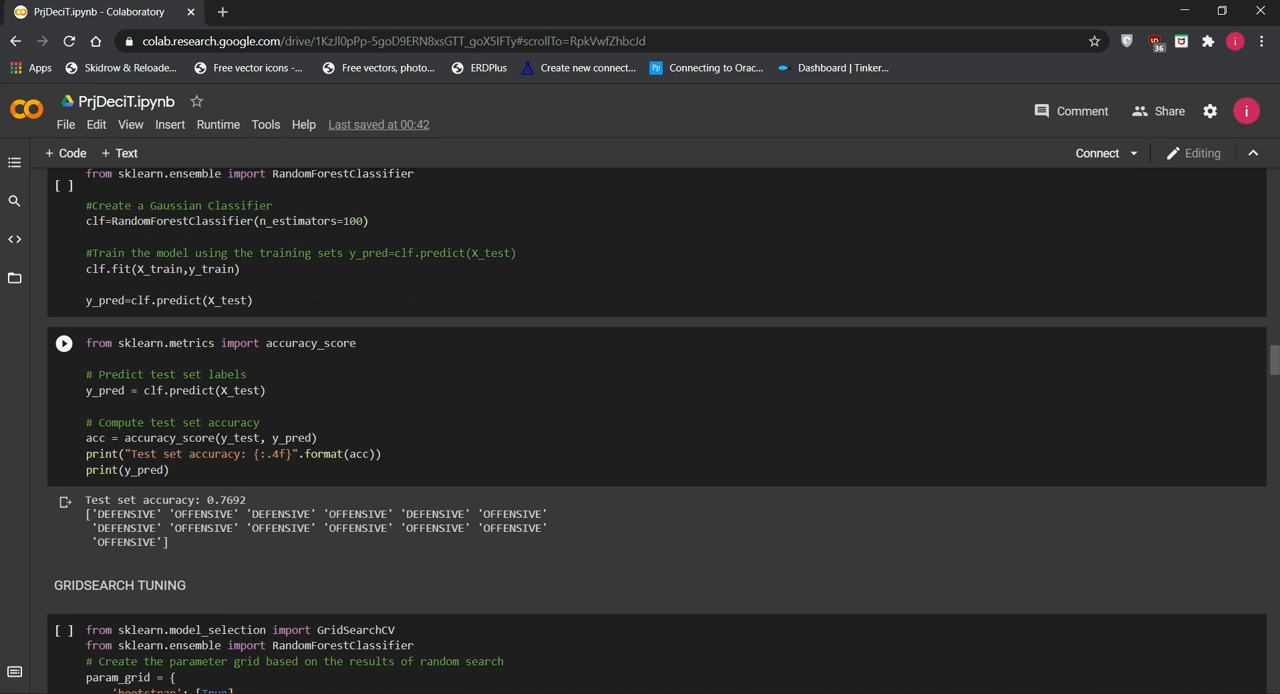 PrjDeciT.ipynb - Colaboratory
colab.research.google.com/drive/1KzJl0pPp-5goD9ERN8xsGTT_goX5IFTy#scrollTo=RpkVwfZhbcJd
36
i
Apps
Skidrow & Reloade...
Free vector icons -...
Free vectors, photo...
ERDPlus
Create new connect...
Pp
Connecting to Orac...
Dashboard | Tinker...
CO
PrjDeciT.ipynb
Comment
Share
i
File Edit View Insert Runtime Tools Help Last saved at 00:42
+ Code + Text
Connect
Editing
from sklearn.ensemble import RandomForestClassifier
[ ]
#Create a Gaussian Classifier
clf=RandomForestClassifier(n_estimators=100)
#Train the model using the training sets y_pred=clf.predict(X_test)
clf.fit(X_train,y_train)
y_pred=clf.predict(X_test)
from sklearn.metrics import accuracy_score
# Predict test set labels
y_pred = clf.predict(X_test)
# Compute test set accuracy
acc = accuracy_score(y_test, y_pred)
print("Test set accuracy: {:.4f}".format(acc))
print(y_pred)
Test set accuracy: 0.7692
['DEFENSIVE' 'OFFENSIVE' 'DEFENSIVE' 'OFFENSIVE' 'DEFENSIVE' 'OFFENSIVE'
'DEFENSIVE' 'OFFENSIVE' 'OFFENSIVE' 'OFFENSIVE' 'OFFENSIVE' 'OFFENSIVE'
'OFFENSIVE']
GRIDSEARCH TUNING
[ ] from sklearn.model_selection import GridSearchCV
from sklearn.ensemble import RandomForestClassifier
# Create the parameter grid based on the results of random search
param_grid = {
'bootstrap': [True]